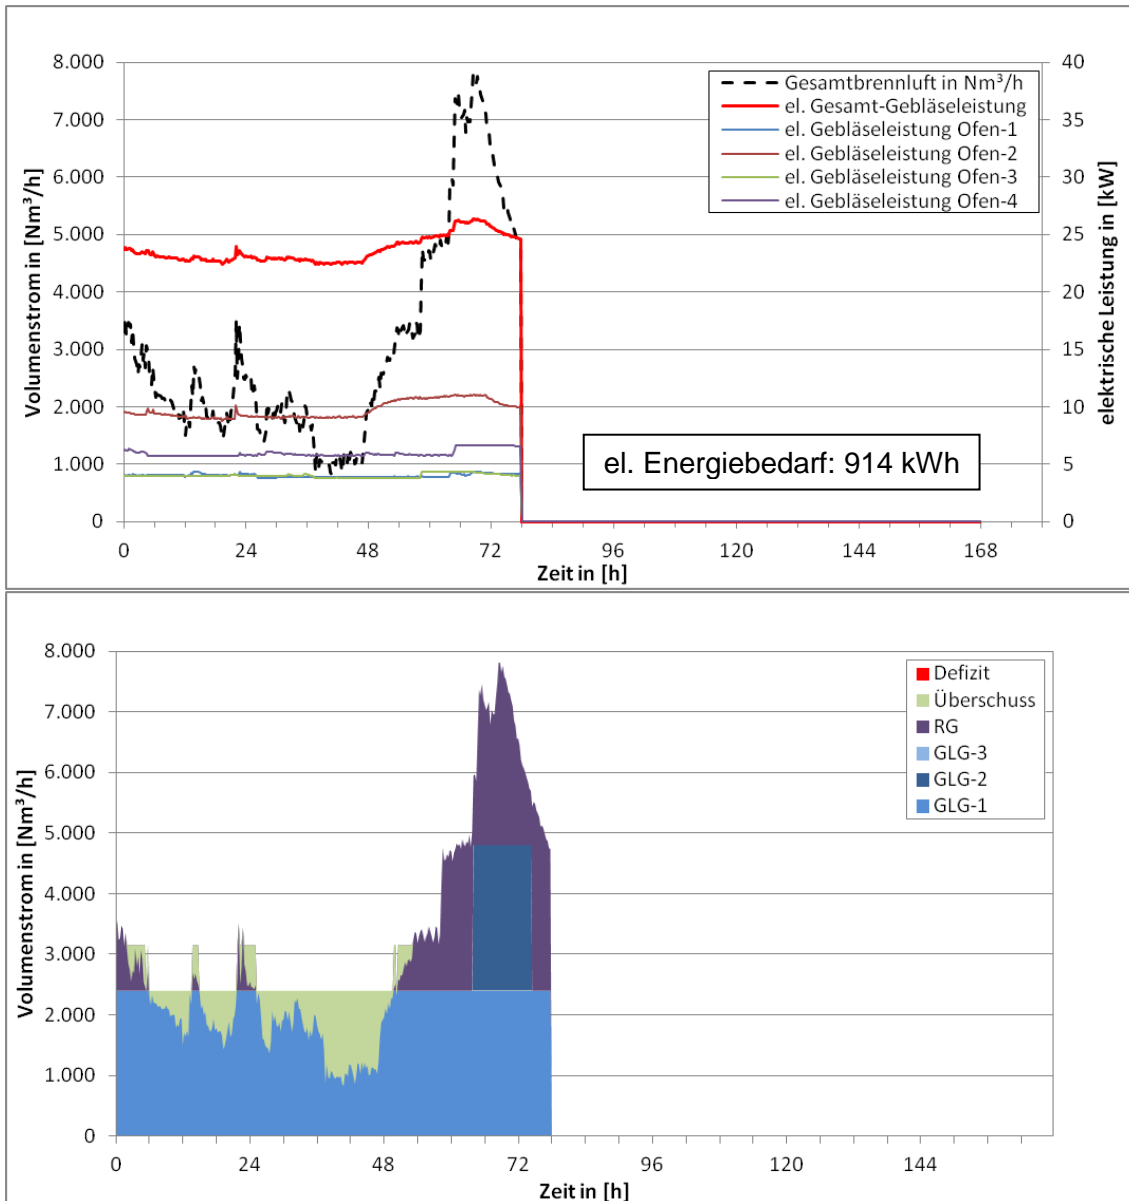 8.000
7.000
6.000
5.000
4.000
3.000
2.000
1.000
0
Volumenstrom in [Nm³/h]
40
35
30
25
20
15
10
5
0
elektrische Leistung in [kW]
Gesamtbrennluft in Nm³/h
el. Gesamt-Gebläseleistung
el. Gebläseleistung Ofen-1
el. Gebläseleistung Ofen-2
el. Gebläseleistung Ofen-3
el. Gebläseleistung Ofen-4
el. Energiebedarf: 914 kWh
0 24 48 72 96 120 144 168
Zeit in [h]
8.000
7.000
6.000
5.000
4.000
3.000
2.000
1.000
0
Volumenstrom in [Nm³/h]
Defizit
Überschuss
RG
GLG-3
GLG-2
GLG-1
0 24 48 72 96 120 144
Zeit in [h]